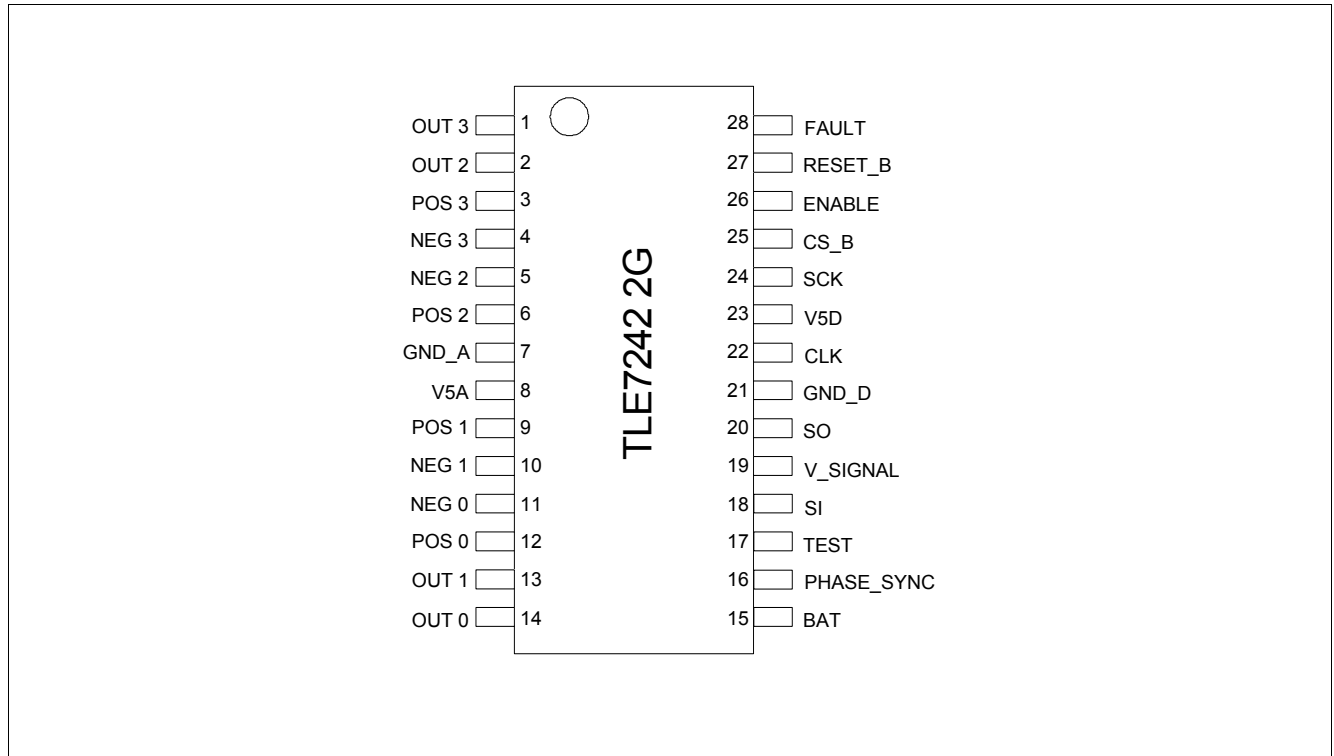 OUT 3 1 28 FAULT
OUT 2 2 27 RESET_B
POS 3 3 26 ENABLE
NEG 3 4 25 CS_B
NEG 2 5 24 SCK
POS 2 6 23 V5D
GND_A 7 22 CLK
V5A 8 21 GND_D
POS 1 9 20 SO
NEG 1 10 19 V_SIGNAL
NEG 0 11 18 SI
POS 0 12 17 TEST
OUT 1 13 16 PHASE_SYNC
OUT 0 14 15 BAT
TLE7242 2G